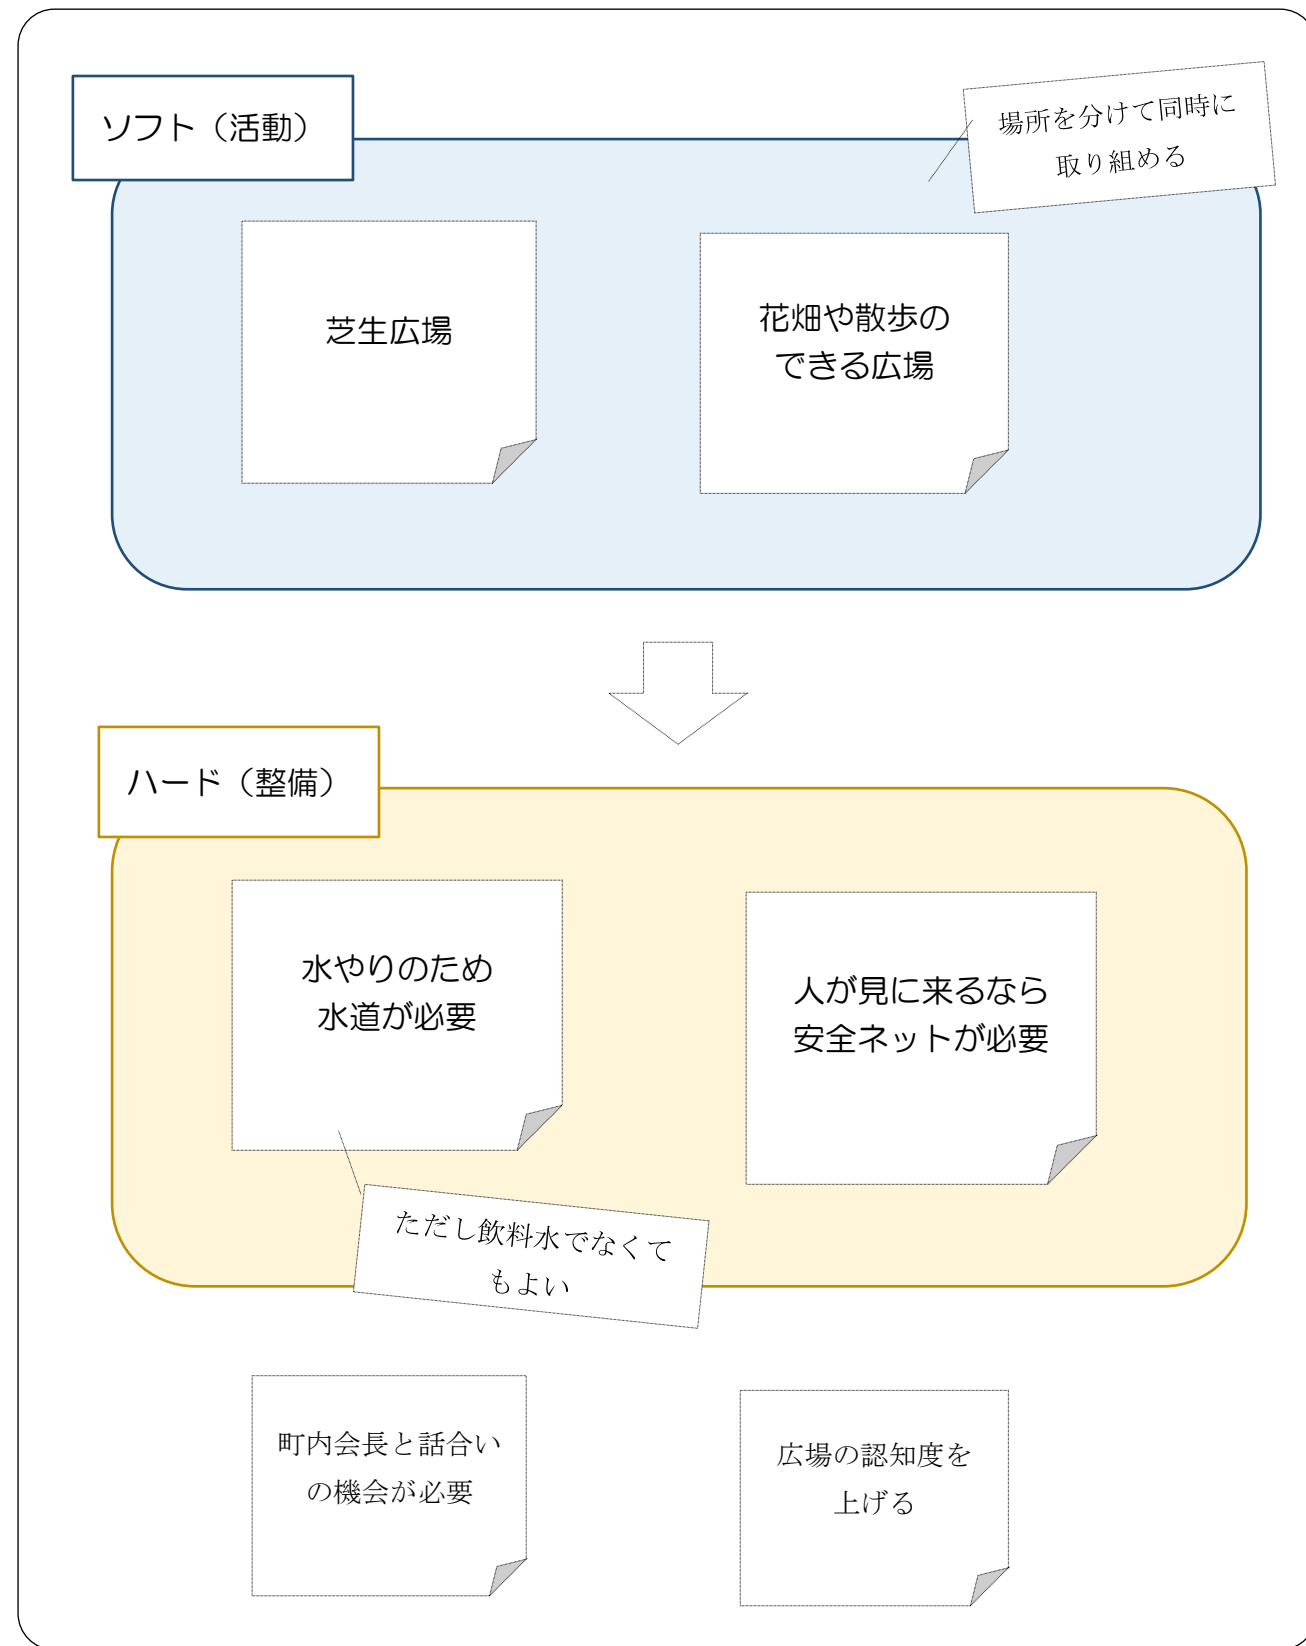 ソフト（活動）
場所を分けて同時に
取り組める
芝生広場
花畑や散歩の
できる広場
ハード（整備）
水やりのため
水道が必要
人が見に来るなら
安全ネットが必要
ただし飲料水でなくて
もよい
町内会長と話合い
の機会が必要
広場の認知度を
上げる